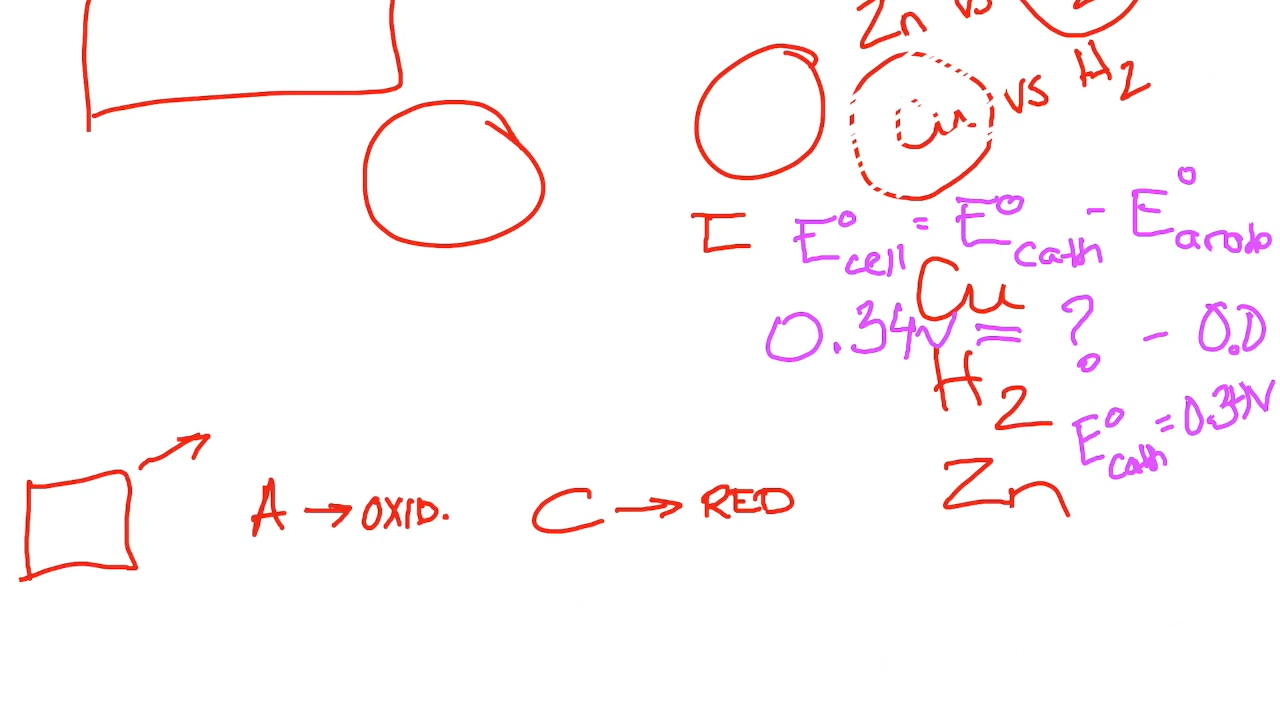 Zn vs
Cu vs H2
E E°cell = E°cath - E°anode
Cu
0.34V = ? - 0.0
H2
E°cath = 0.34V
Zn
A → OXID. C → RED